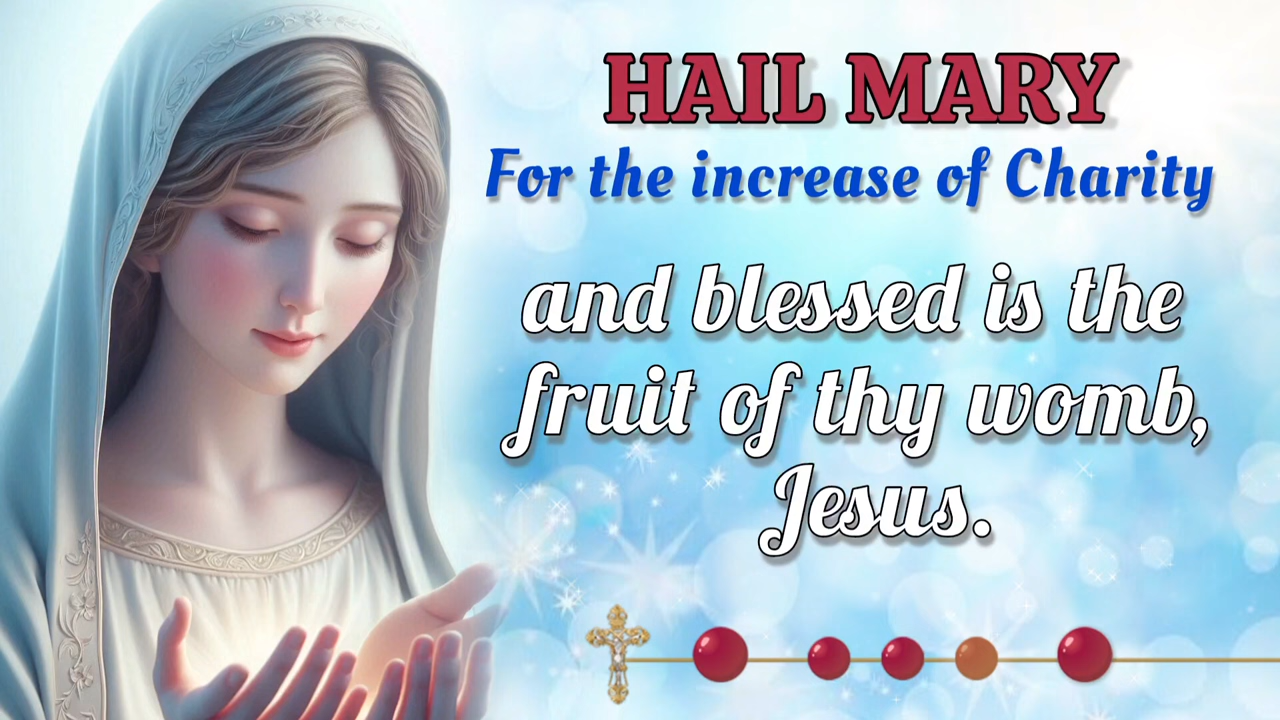 HAIL MARY
For the increase of Charity
and blessed is the
fruit of thy womb,
Jesus.